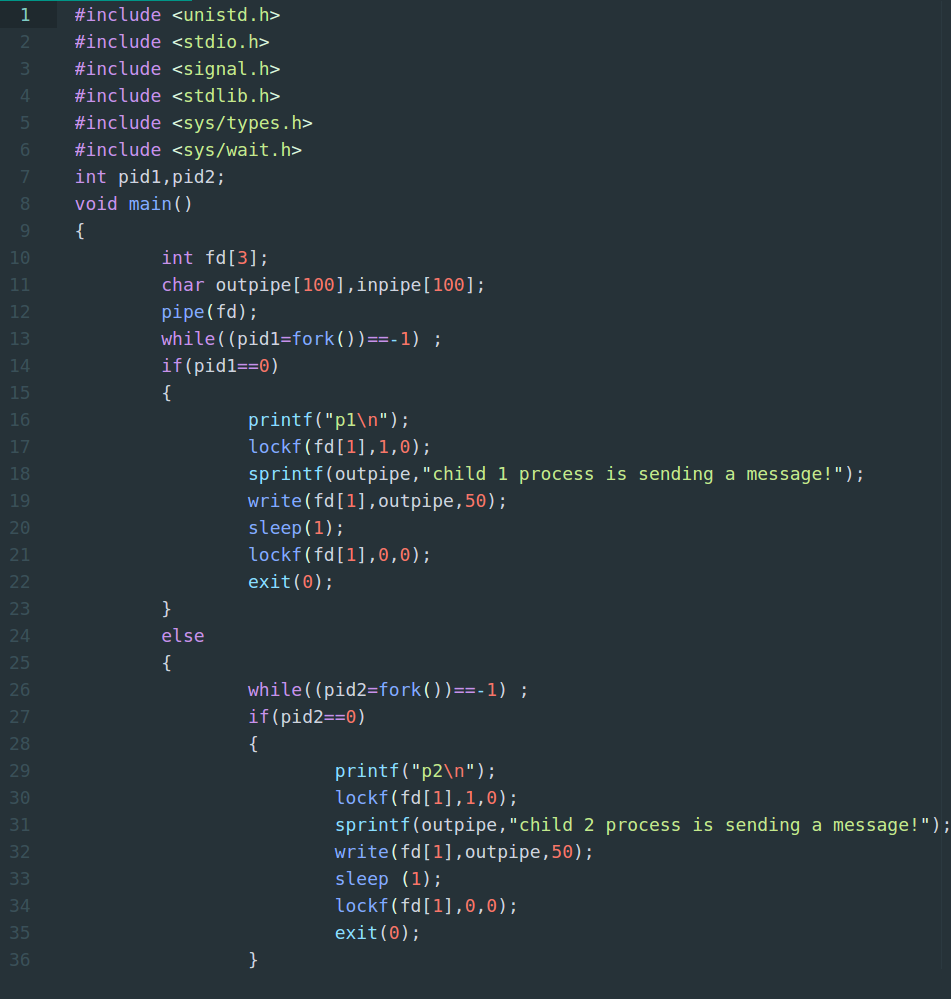 1 #include <unistd.h>
2 #include <stdio.h>
3 #include <signal.h>
4 #include <stdlib.h>
5 #include <sys/types.h>
6 #include <sys/wait.h>
7 int pid1,pid2;
8 void main()
9 {
10 int fd[3];
11 char outpipe[100],inpipe[100];
12 pipe(fd);
13 while((pid1=fork())==-1) ;
14 if(pid1==0)
15 {
16 printf("p1\n");
17 lockf(fd[1],1,0);
18 sprintf(outpipe,"child 1 process is sending a message!");
19 write(fd[1],outpipe,50);
20 sleep(1);
21 lockf(fd[1],0,0);
22 exit(0);
23 }
24 else
25 {
26 while((pid2=fork())==-1) ;
27 if(pid2==0)
28 {
29 printf("p2\n");
30 lockf(fd[1],1,0);
31 sprintf(outpipe,"child 2 process is sending a message!");
32 write(fd[1],outpipe,50);
33 sleep (1);
34 lockf(fd[1],0,0);
35 exit(0);
36 }